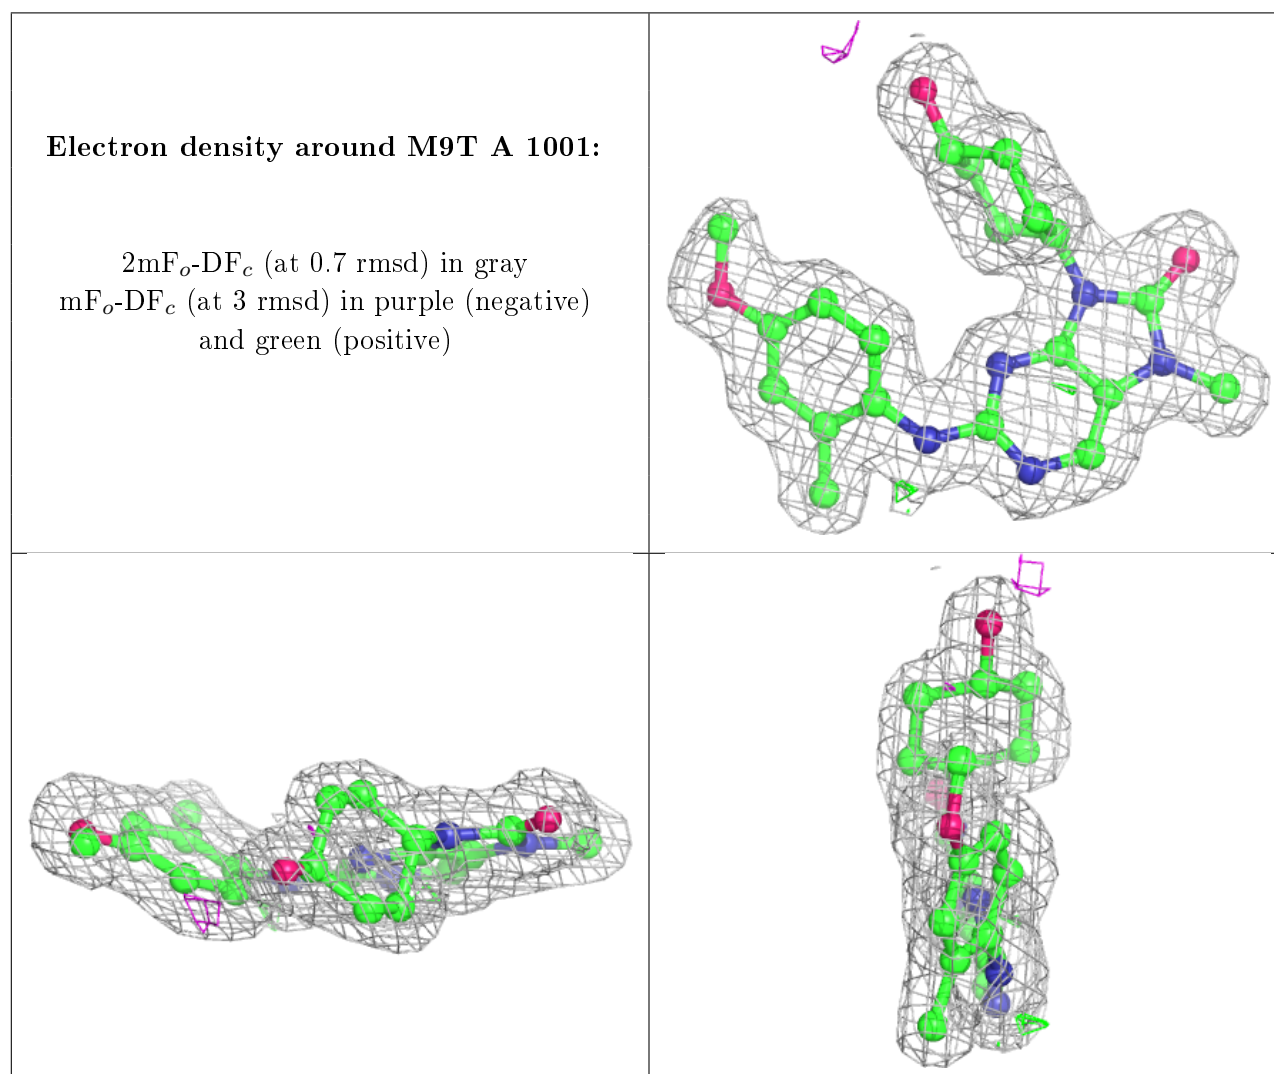 Electron density around M9T A 1001:
2mFo-DFc (at 0.7 rmsd) in gray
mFo-DFc (at 3 rmsd) in purple (negative)
and green (positive)